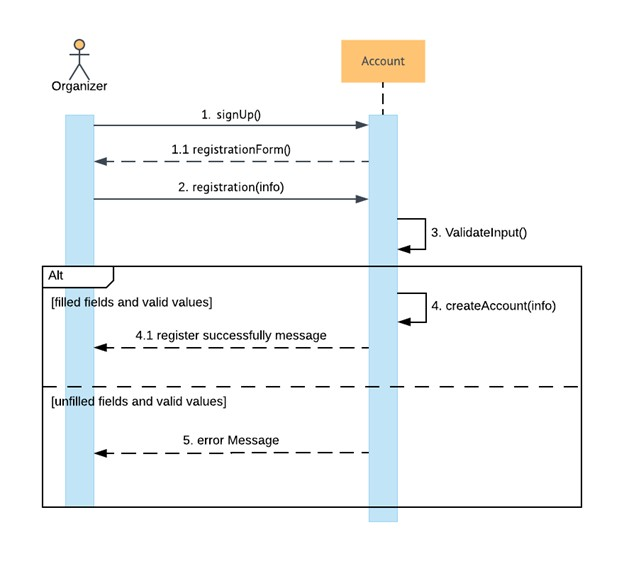 Organizer
Account
1. signUp()
1.1 registrationForm()
2. registration(info)
3. ValidateInput()
Alt
[filled fields and valid values]
4. createAccount(info)
4.1 register successfully message
[unfilled fields and valid values]
5. error Message